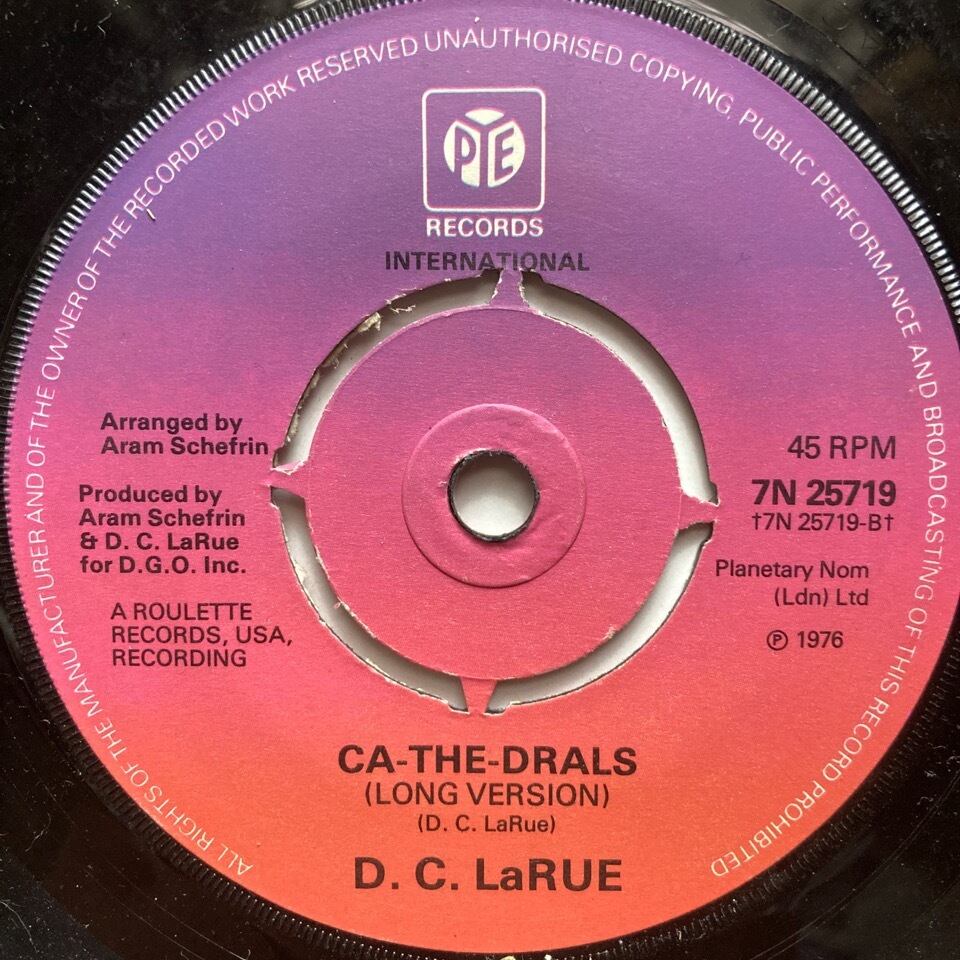 ALL RIGHTS OF THE MANUFACTURER AND OF THE OWNER OF THE RECORDED WORK RESERVED UNAUTHORISED COPYING, PUBLIC PERFORMANCE AND BROADCASTING OF THIS RECORD PROHIBITED
PYE
RECORDS
INTERNATIONAL
Arranged by
Aram Schefrin
Produced by
Aram Schefrin
& D. C. LaRue
for D.G.O. Inc.
A ROULETTE
RECORDS, USA,
RECORDING
45 RPM
7N 25719
†7N 25719-B†
Planetary Nom
(Ldn) Ltd
℗ 1976
CA-THE-DRALS
(LONG VERSION)
(D. C. LaRue)
D. C. LaRUE